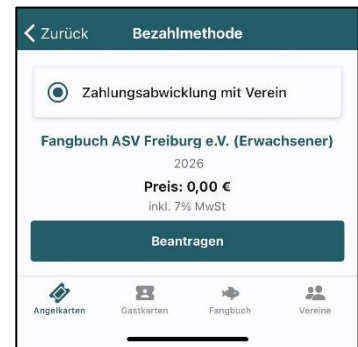 Zurück Bezahlmethode
Zahlungsabwicklung mit Verein
Fangbuch ASV Freiburg e.V. (Erwachsener)
2026
Preis: 0,00 €
inkl. 7% MwSt
Beantragen
Angelkarten Gastkarten Fangbuch Vereine